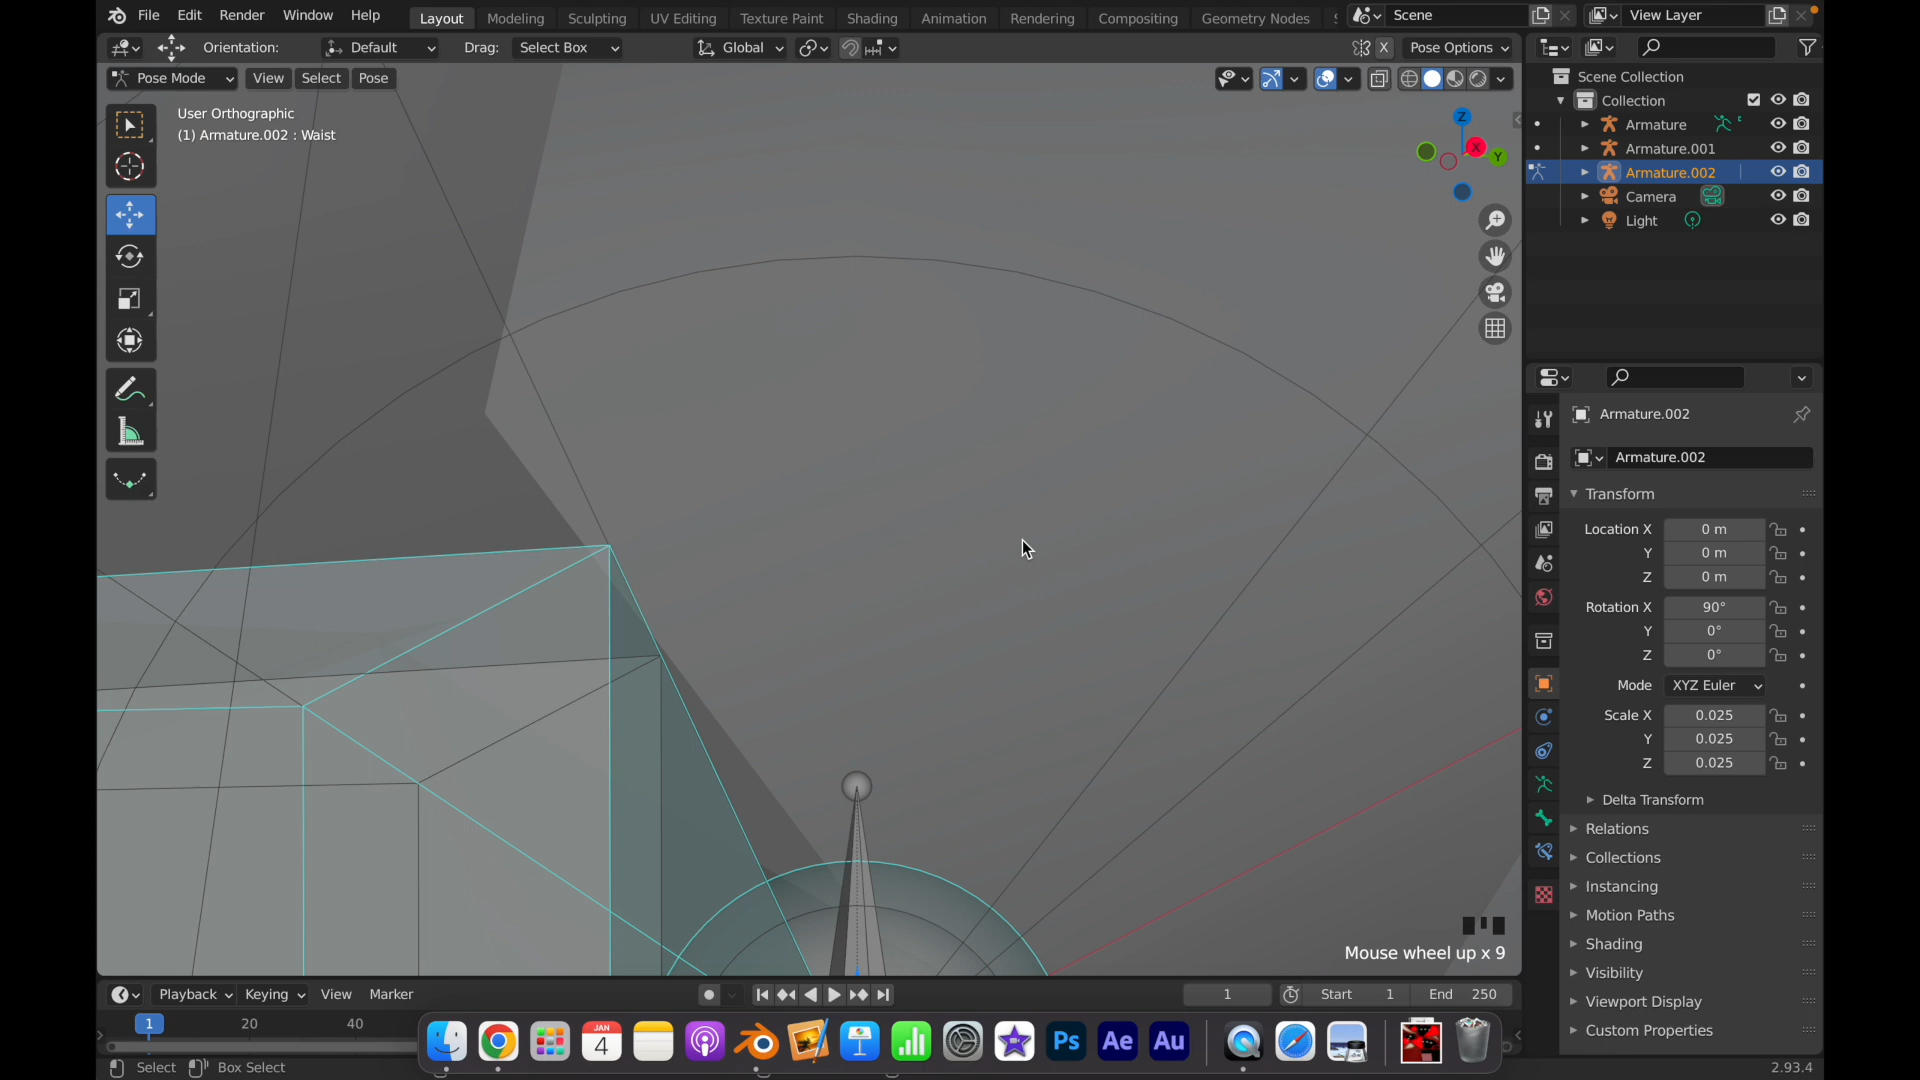 File Edit Render Window Help
Layout Modeling Sculpting UV Editing Texture Paint Shading Animation Rendering Compositing Geometry Nodes
Scene
View Layer
Orientation: Default Drag: Select Box Global X Pose Options
Pose Mode View Select Pose
User Orthographic
(1) Armature.002 : Waist
Z
X
Y
Mouse wheel up x 9
Scene Collection
Collection
Armature
Armature.001
Armature.002
Camera
Light
Armature.002
Armature.002
Transform
Location X 0 m
Y 0 m
Z 0 m
Rotation X 90°
Y 0°
Z 0°
Mode XYZ Euler
Scale X 0.025
Y 0.025
Z 0.025
Delta Transform
Relations
Collections
Instancing
Motion Paths
Shading
Visibility
Viewport Display
Custom Properties
Playback Keying View Marker
1 Start 1 End 250
1 20 40
JAN
4
Ps Ae Au
Select Box Select
2.93.4